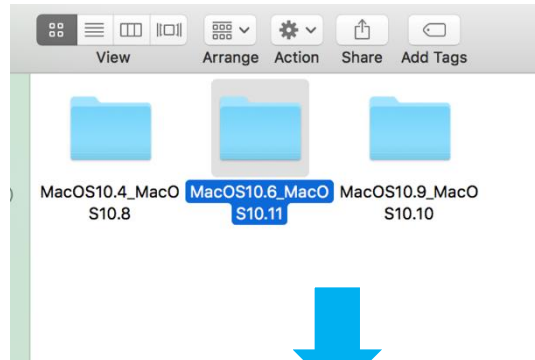 View Arrange Action Share Add Tags
MacOS10.4_MacO MacOS10.6_MacO MacOS10.9_MacO
S10.8 S10.11 S10.10